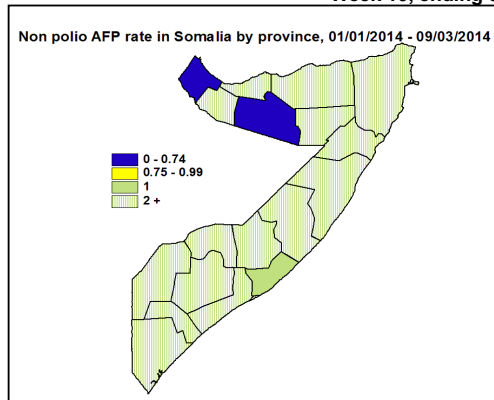 Non polio AFP rate in Somalia by province, 01/01/2014 - 09/03/2014
0 - 0.74
0.75 - 0.99
1
2 +